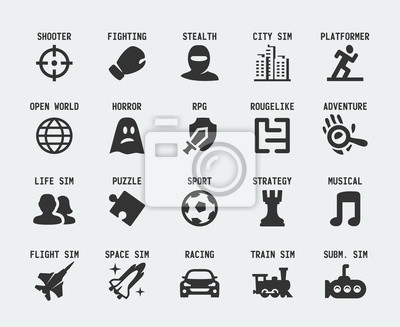 SHOOTER FIGHTING STEALTH CITY SIM PLATFORMER
OPEN WORLD HORROR RPG ROUGELIKE ADVENTURE
LIFE SIM PUZZLE SPORT STRATEGY MUSICAL
FLIGHT SIM SPACE SIM RACING TRAIN SIM SUBM. SIM